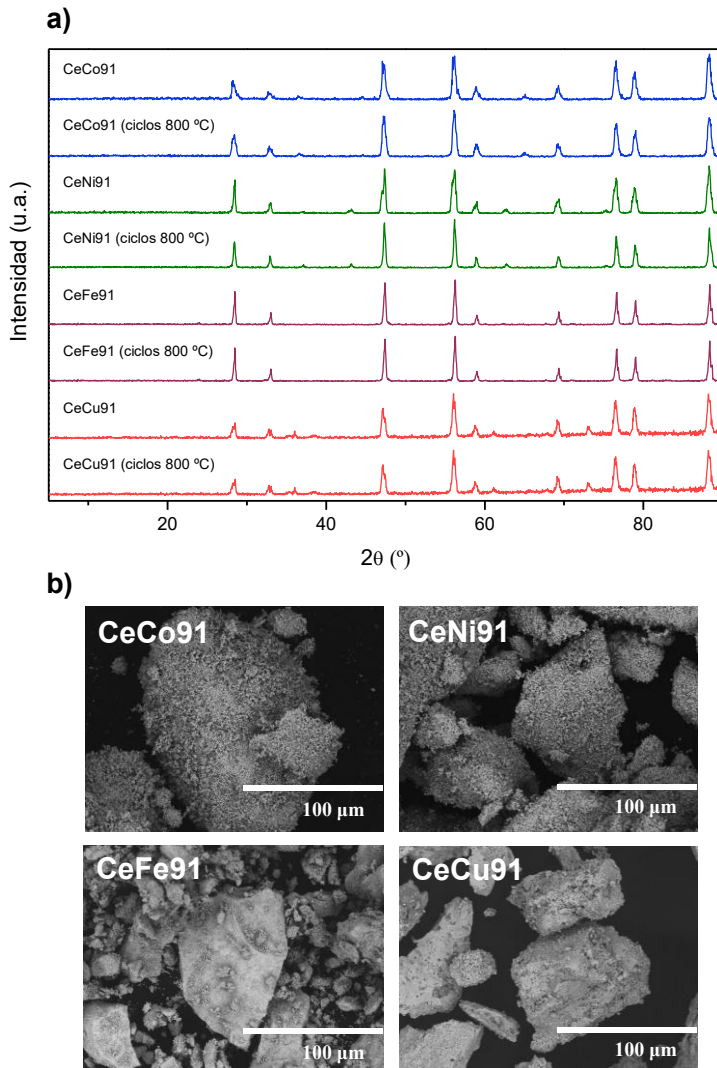 a)
CeCo91
CeCo91 (ciclos 800 ºC)
CeNi91
CeNi91 (ciclos 800 ºC)
CeFe91
CeFe91 (ciclos 800 ºC)
CeCu91
CeCu91 (ciclos 800 ºC)
Intensidad (u.a.)
20 40 60 80
2θ (º)
b)
CeCo91
100 µm
CeNi91
100 µm
CeFe91
100 µm
CeCu91
100 µm